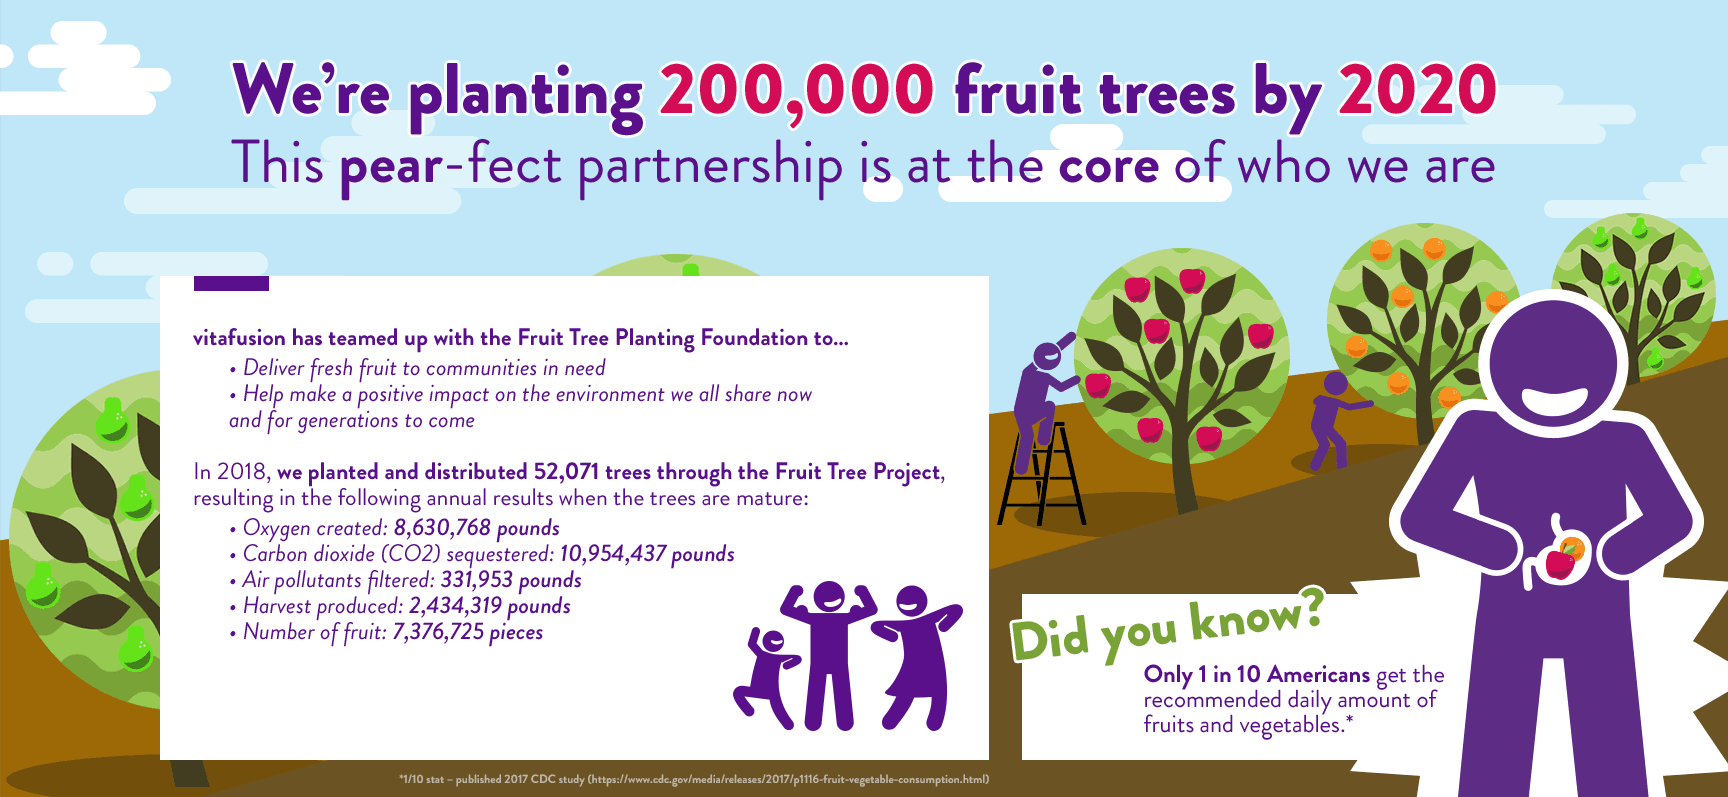 We're planting 200,000 fruit trees by 2020
This pear-fect partnership is at the core of who we are
vitafusion has teamed up with the Fruit Tree Planting Foundation to...
• Deliver fresh fruit to communities in need
• Help make a positive impact on the environment we all share now
and for generations to come
In 2018, we planted and distributed 52,071 trees through the Fruit Tree Project,
resulting in the following annual results when the trees are mature:
• Oxygen created: 8,630,768 pounds
• Carbon dioxide (CO2) sequestered: 10,954,437 pounds
• Air pollutants filtered: 331,953 pounds
• Harvest produced: 2,434,319 pounds
• Number of fruit: 7,376,725 pieces
Did you know?
Only 1 in 10 Americans get the
recommended daily amount of
fruits and vegetables.*
*1/10 stat – published 2017 CDC study (https://www.cdc.gov/media/releases/2017/p1116-fruit-vegetable-consumption.html)